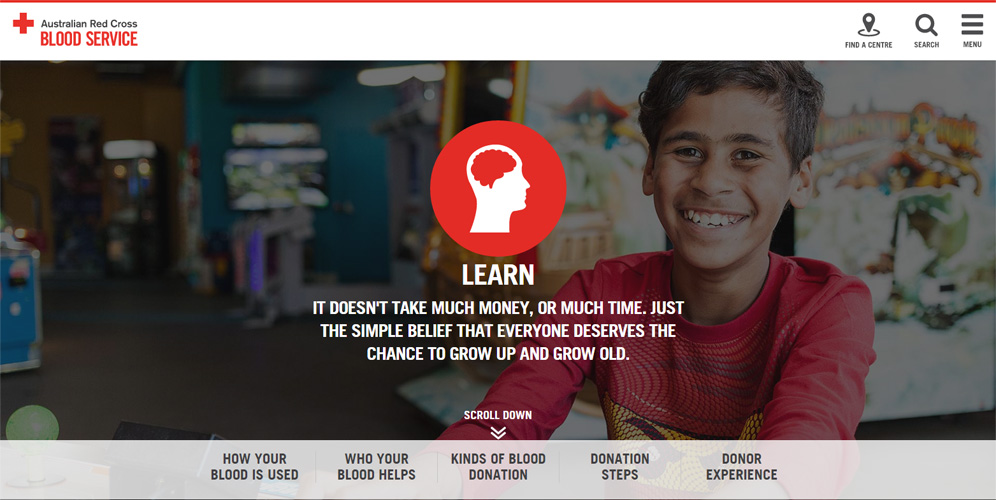 Australian Red Cross
BLOOD SERVICE
FIND A CENTRE
SEARCH
MENU
LEARN
IT DOESN'T TAKE MUCH MONEY, OR MUCH TIME. JUST
THE SIMPLE BELIEF THAT EVERYONE DESERVES THE
CHANCE TO GROW UP AND GROW OLD.
SCROLL DOWN
HOW YOUR
BLOOD IS USED
WHO YOUR
BLOOD HELPS
KINDS OF BLOOD
DONATION
DONATION
STEPS
DONOR
EXPERIENCE